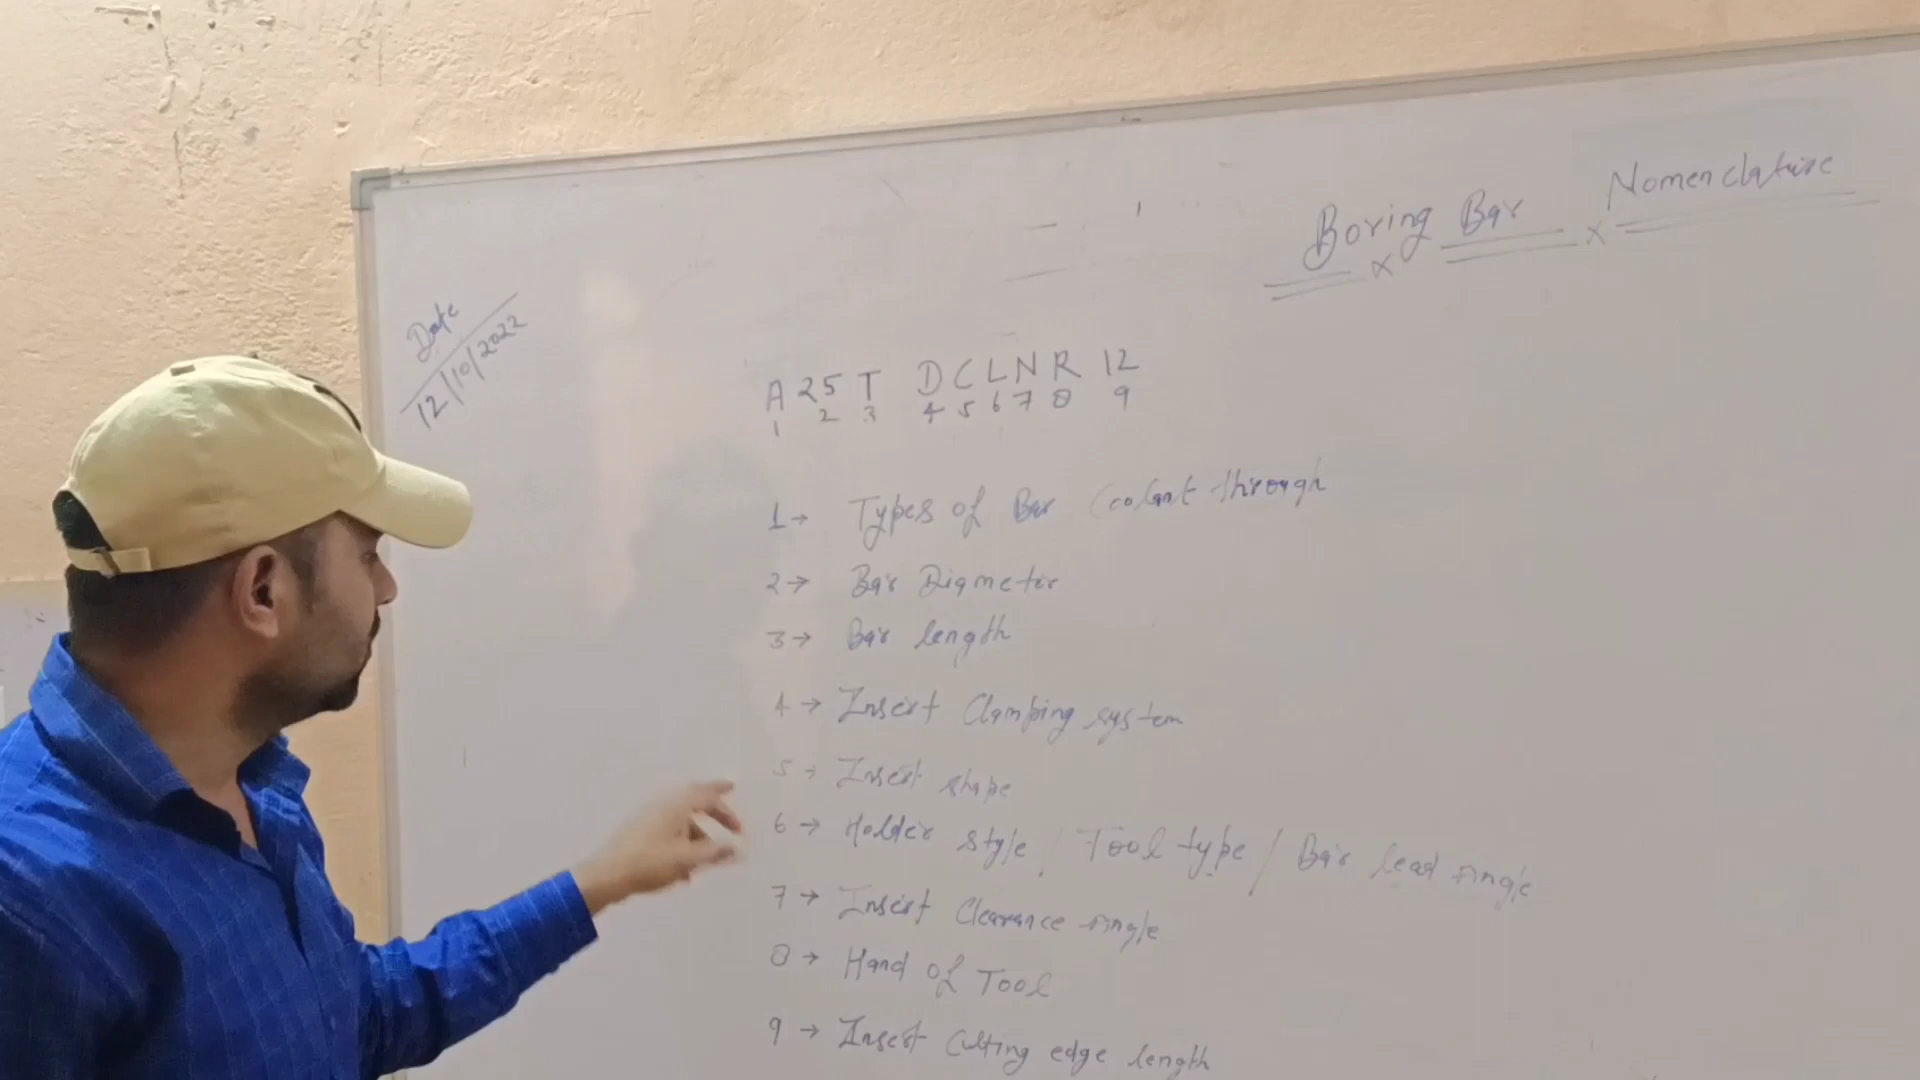 Boring Bar Nomenclature
Date
12/10/2022
A 25 T D C L N R 12
1 2 3 4 5 6 7 8 9
1→ Types of Bar (colant through
2→ Bar Diameter
3→ Bar length
4→ Insert Clamping system
5→ Insert shape
6→ Holder style / Tool type / Bar lead angle
7→ Insert Clearance angle
8→ Hand of Tool
9→ Insert Cutting edge length